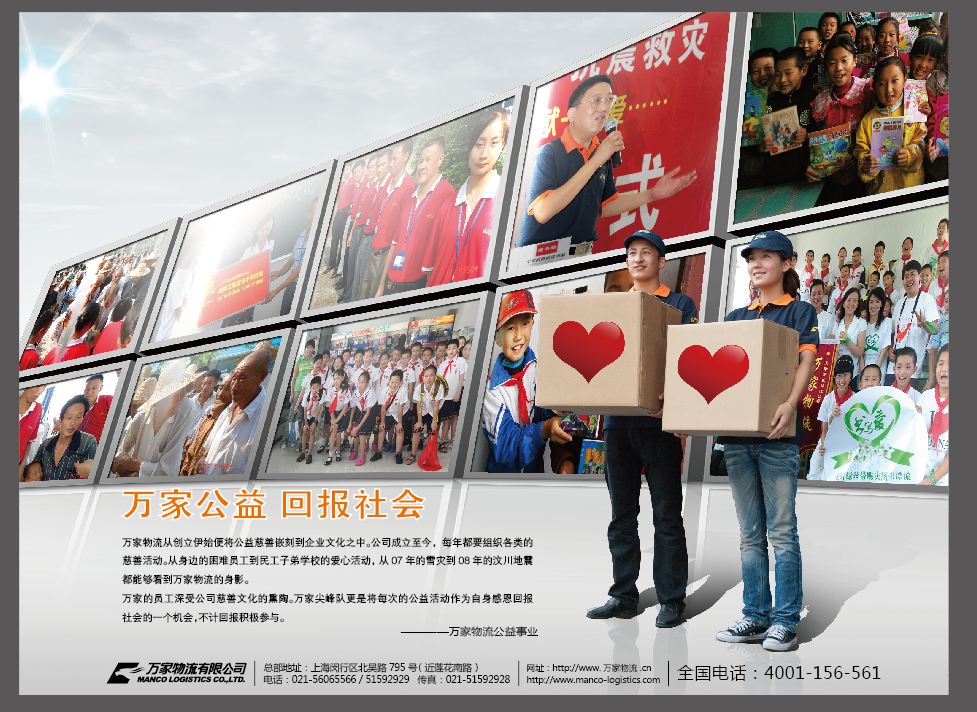 抗震救灾
献一
爱……
式
万家物流
万家公益 回报社会
万家物流从创立伊始便将公益慈善嵌刻到企业文化之中。公司成立至今，每年都要组织各类的
慈善活动。从身边的困难员工到民工子弟学校的爱心活动，从07年的雪灾到08年的汶川地震
都能够看到万家物流的身影。
万家的员工深受公司慈善文化的熏陶。万家尖峰队更是将每次的公益活动作为自身感恩回报
社会的一个机会，不计回报积极参与。
————万家物流公益事业
万家物流有限公司
MANCO LOGISTICS CO.,LTD.
总部地址：上海闵行区北吴路 795 号（近莲花南路）
电话：021-56065566 / 51592929 传真：021-51592928
网址：http://www. 万家物流 .cn
http://www.manco-logistics.com
全国电话：4001-156-561